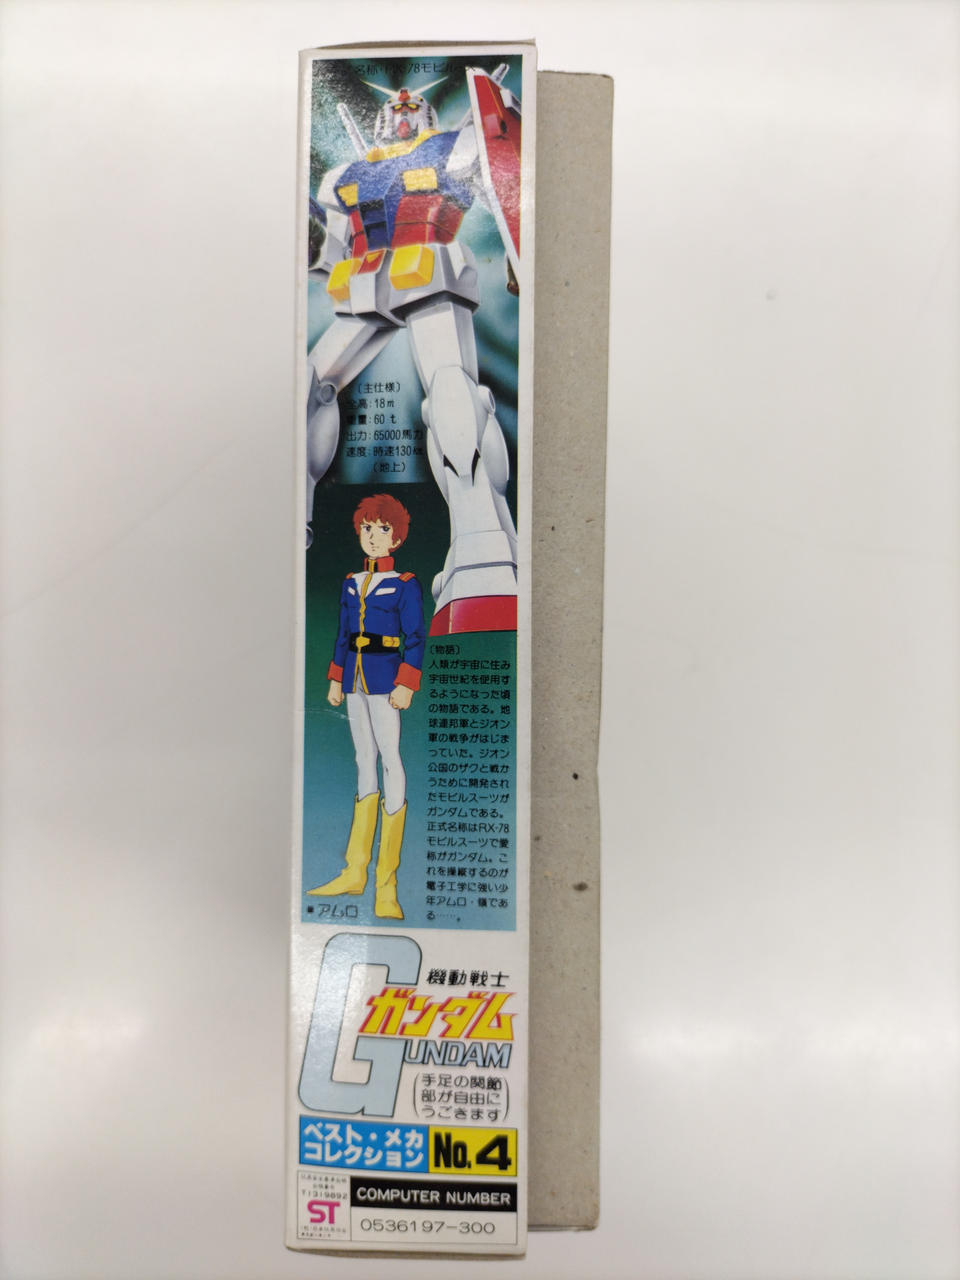 式名称・RX-78モビルス
〔主仕様〕
全高:18m
重量:60t
出力:65000馬力
速度:時速130km
(地上)
〔物語〕
人類が宇宙に住み
宇宙世紀を使用す
るようになった頃
の物語である。地
球連邦軍とジオン
軍の戦争がはじま
っていた。ジオン
公国のザクと戦か
うために開発され
たモビルスーツが
ガンダムである。
正式名称はRX-78
モビルスーツで愛
称がガンダム。こ
れを操縦するのが
電子工学に強い少
年アムロ・嶺であ
る……。
■アムロ
機動戦士
ガンダム
GUNDAM
(手足の関節
部が自由に
うごきます)
ベスト・メカ
コレクション
No.4
T1319892
ST
COMPUTER NUMBER
0536197-300